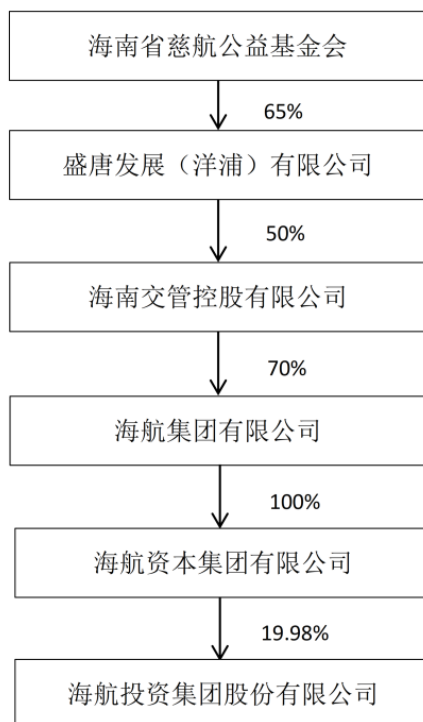 海南省慈航公益基金会
65%
盛唐发展（洋浦）有限公司
50%
海南交管控股有限公司
70%
海航集团有限公司
100%
海航资本集团有限公司
19.98%
海航投资集团股份有限公司